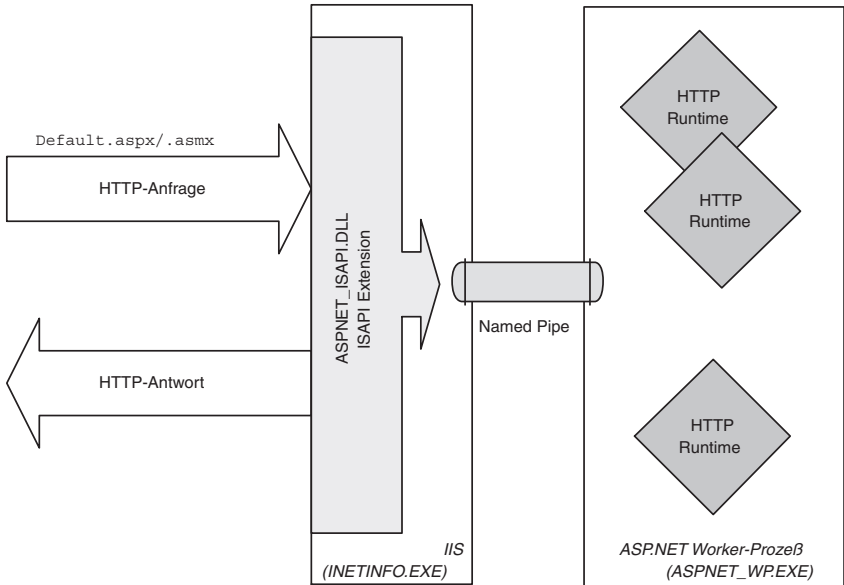 Default.aspx/.asmx
HTTP-Anfrage
HTTP-Antwort
ASPNET_ISAPI.DLL
ISAPI Extension
Named Pipe
HTTP
Runtime
HTTP
Runtime
HTTP
Runtime
IIS
(INETINFO.EXE)
ASP.NET Worker-Prozeß
(ASPNET_WP.EXE)